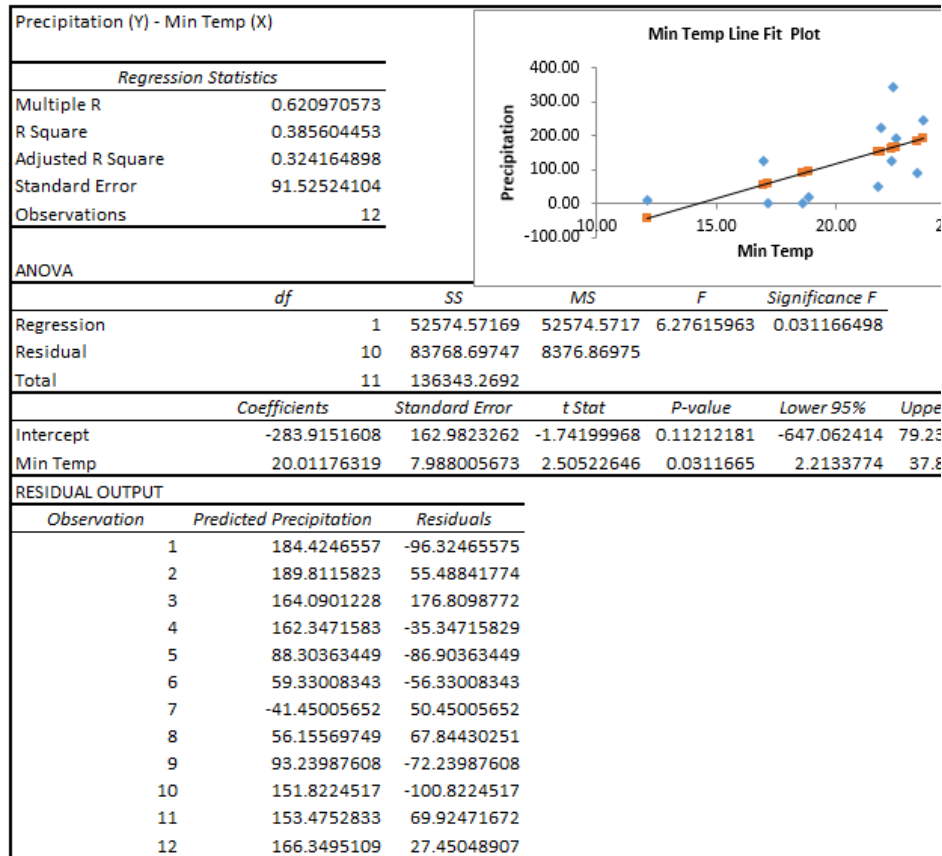 Precipitation (Y) - Min Temp (X)
Min Temp Line Fit Plot
400.00
300.00
200.00
100.00
0.00
-100.00
10.00 15.00 20.00 2
Precipitation
Min Temp
Regression Statistics
Multiple R 0.620970573
R Square 0.385604453
Adjusted R Square 0.324164898
Standard Error 91.52524104
Observations 12
ANOVA
df SS MS F Significance F
Regression 1 52574.57169 52574.5717 6.27615963 0.031166498
Residual 10 83768.69747 8376.86975
Total 11 136343.2692
Coefficients Standard Error t Stat P-value Lower 95% Uppe
Intercept -283.9151608 162.9823262 -1.74199968 0.11212181 -647.062414 79.23
Min Temp 20.01176319 7.988005673 2.50522646 0.0311665 2.2133774 37.8
RESIDUAL OUTPUT
Observation Predicted Precipitation Residuals
1 184.4246557 -96.32465575
2 189.8115823 55.48841774
3 164.0901228 176.8098772
4 162.3471583 -35.34715829
5 88.30363449 -86.90363449
6 59.33008343 -56.33008343
7 -41.45005652 50.45005652
8 56.15569749 67.84430251
9 93.23987608 -72.23987608
10 151.8224517 -100.8224517
11 153.4752833 69.92471672
12 166.3495109 27.45048907